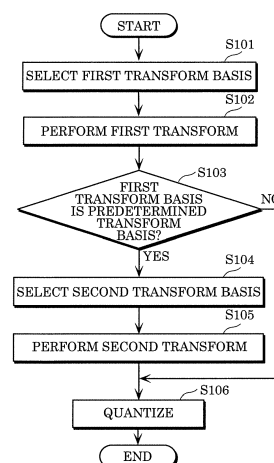 START
S101
SELECT FIRST TRANSFORM BASIS
S102
PERFORM FIRST TRANSFORM
S103
FIRST
TRANSFORM BASIS
IS PREDETERMINED
TRANSFORM
BASIS?
NO
YES
S104
SELECT SECOND TRANSFORM BASIS
S105
PERFORM SECOND TRANSFORM
S106
QUANTIZE
END